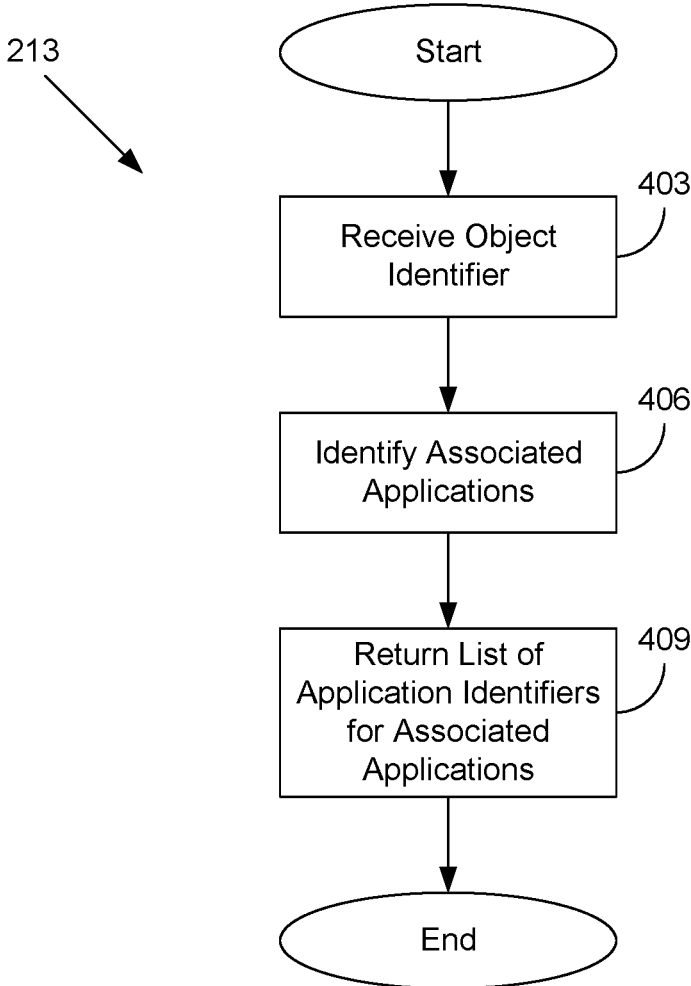 213
Start
403
Receive Object
Identifier
406
Identify Associated
Applications
409
Return List of
Application Identifiers
for Associated
Applications
End